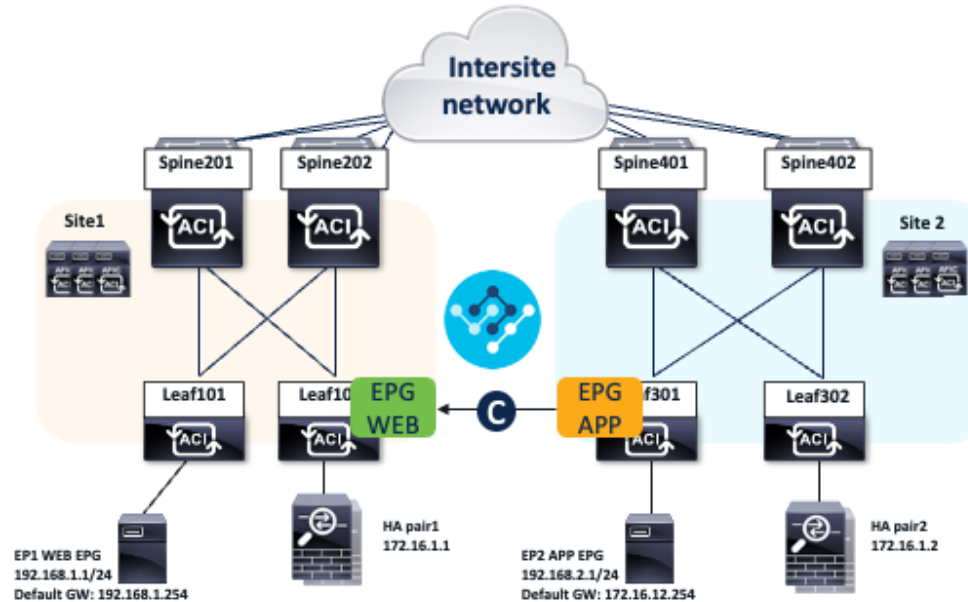 Intersite
network
Spine201
Spine202
Spine401
Spine402
Site1
Site 2
ACI
ACI
ACI
ACI
Leaf101
Leaf10
EPG
WEB
C
EPG
APP
f301
Leaf302
ACI
ACI
ACI
ACI
HA pair1
172.16.1.1
HA pair2
172.16.1.2
EP1 WEB EPG
192.168.1.1/24
Default GW: 192.168.1.254
EP2 APP EPG
192.168.2.1/24
Default GW: 172.16.12.254